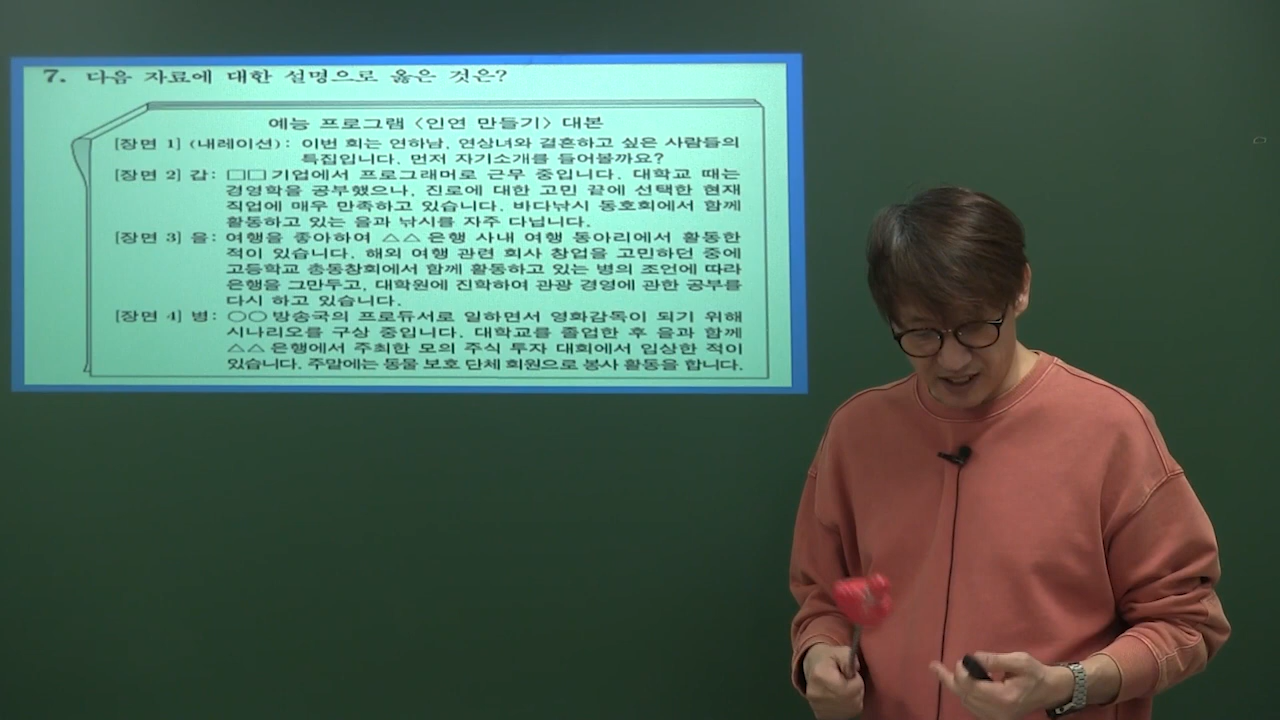 7. 다음 자료에 대한 설명으로 옳은 것은?
예능 프로그램 <인연 만들기> 대본
[장면 1] (내레이션): 이번 회는 연하남, 연상녀와 결혼하고 싶은 사람들의
특집입니다. 먼저 자기소개를 들어볼까요?
[장면 2] 갑: □□기업에서 프로그래머로 근무 중입니다. 대학교 때는
경영학을 공부했으나, 진로에 대한 고민 끝에 선택한 현재
직업에 매우 만족하고 있습니다. 바다낚시 동호회에서 함께
활동하고 있는 을과 낚시를 자주 다닙니다.
[장면 3] 을: 여행을 좋아하여 △△은행 사내 여행 동아리에서 활동한
적이 있습니다. 해외 여행 관련 회사 창업을 고민하던 중에
고등학교 총동창회에서 함께 활동하고 있는 병의 조언에 따라
은행을 그만두고, 대학원에 진학하여 관광 경영에 관한 공부를
다시 하고 있습니다.
[장면 4] 병: ○○방송국의 프로듀서로 일하면서 영화감독이 되기 위해
시나리오를 구상 중입니다. 대학교를 졸업한 후 을과 함께
△△은행에서 주최한 모의 주식 투자 대회에서 입상한 적이
있습니다. 주말에는 동물 보호 단체 회원으로 봉사 활동을 합니다.